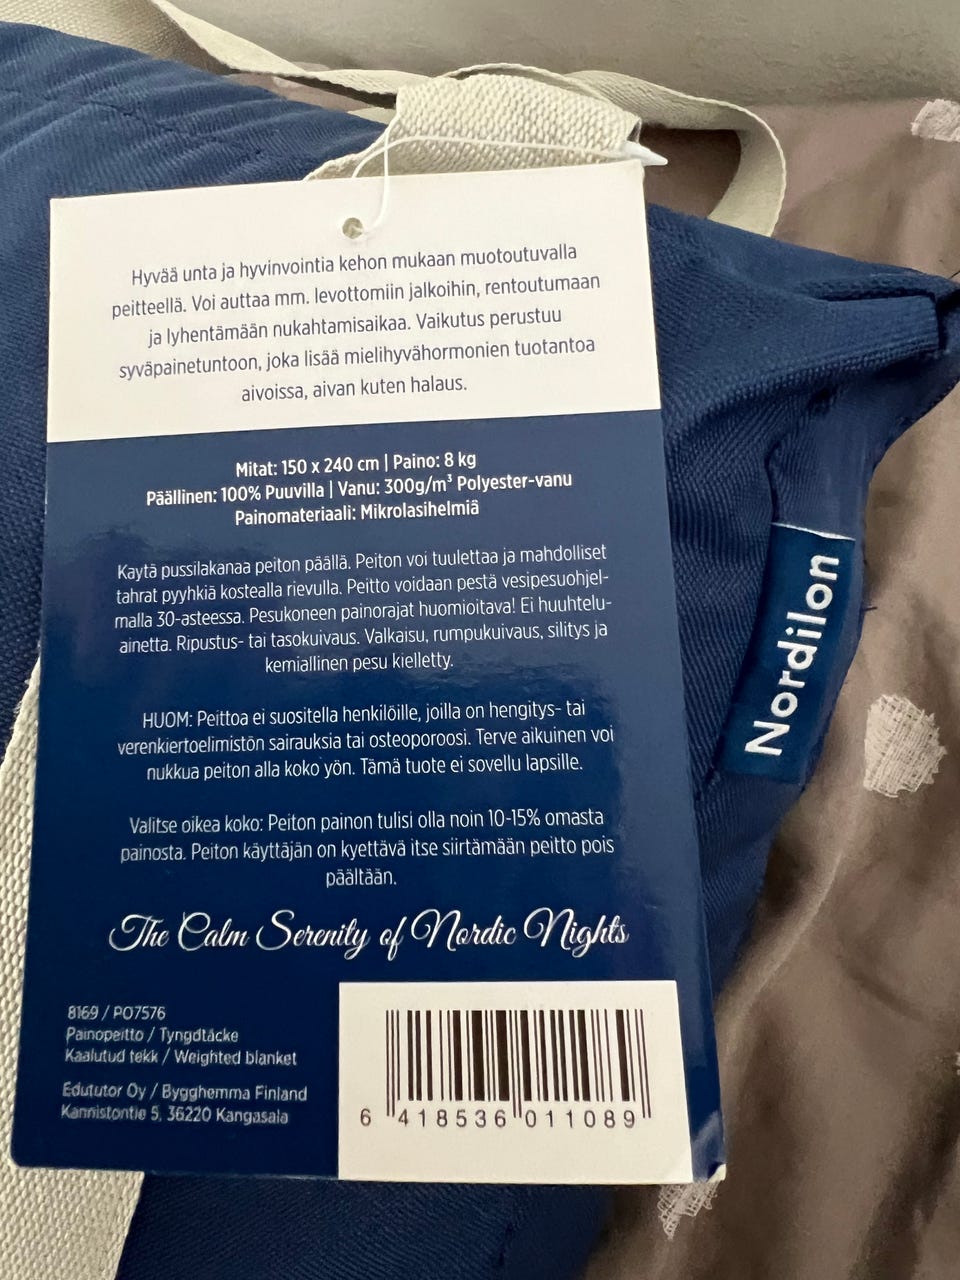 Hyvää unta ja hyvinvointia kehon mukaan muotoutuvalla
peitteellä. Voi auttaa mm. levottomiin jalkoihin, rentoutumaan
ja lyhentämään nukahtamisaikaa. Vaikutus perustuu
syväpainetuntoon, joka lisää mielihyvähormonien tuotantoa
aivoissa, aivan kuten halaus.
Mitat: 150 x 240 cm | Paino: 8 kg
Päällinen: 100% Puuvilla | Vanu: 300g/m³ Polyester-vanu
Painomateriaali: Mikrolasihelmiä
Kaytä pussilakanaa peiton päällä. Peiton voi tuulettaa ja mahdolliset
tahrat pyyhkiä kostealla rievulla. Peitto voidaan pestä vesipesuohjel-
malla 30-asteessa. Pesukoneen painorajat huomioitava! Ei huuhtelu-
ainetta. Ripustus- tai tasokuivaus. Valkaisu, rumpukuivaus, silitys ja
kemiallinen pesu kielletty.
HUOM: Peittoa ei suositella henkilöille, joilla on hengitys- tai
verenkiertoelimistön sairauksia tai osteoporoosi. Terve aikuinen voi
nukkua peiton alla koko yön. Tämä tuote ei sovellu lapsille.
Valitse oikea koko: Peiton painon tulisi olla noin 10-15% omasta
painosta. Peiton käyttäjän on kyettävä itse siirtämään peitto pois
päältään.
The Calm Serenity of Nordic Nights
8169 / PO7576
Painopeitto / Tyngdtäcke
Kaalutud tekk / Weighted blanket
Edututor Oy / Bygghemma Finland
Kannistontie 5, 36220 Kangasala
6 418536 011089
Nordilon